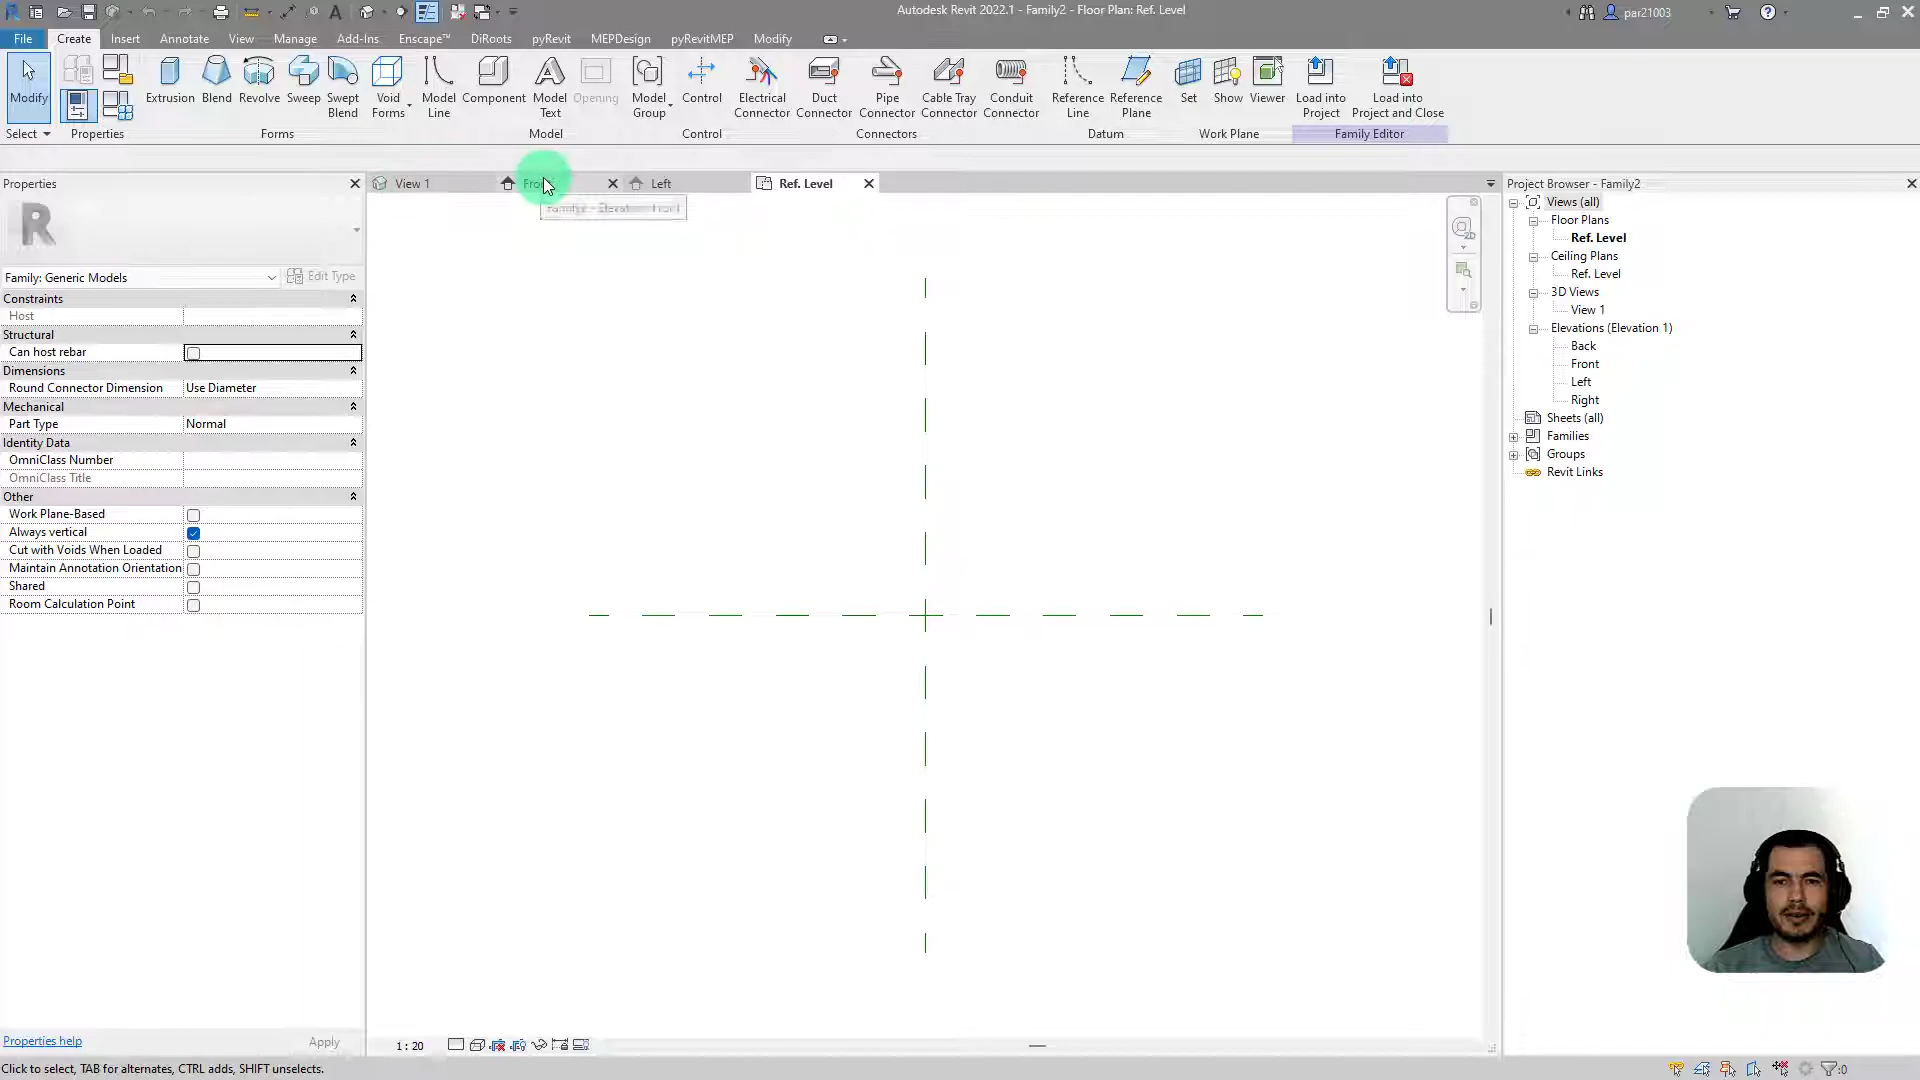 Autodesk Revit 2022.1 - Family2 - Floor Plan: Ref. Level
par21003
File Create Insert Annotate View Manage Add-Ins Enscape™ DiRoots pyRevit MEPDesign pyRevitMEP Modify
Modify Extrusion Blend Revolve Sweep Swept Blend Void Forms Model Line Component Model Text Opening Model Group Control Electrical Connector Duct Connector Pipe Connector Cable Tray Connector Conduit Connector Reference Line Reference Plane Set Show Viewer Load into Project Load into Project and Close
Select Properties Forms Model Control Connectors Datum Work Plane Family Editor
Properties
View 1
Left
Ref. Level
Family2 - Elevation: Front
Family: Generic Models
Edit Type
Constraints
Host
Structural
Can host rebar
Dimensions
Round Connector Dimension Use Diameter
Mechanical
Part Type Normal
Identity Data
OmniClass Number
OmniClass Title
Other
Work Plane-Based
Always vertical
Cut with Voids When Loaded
Maintain Annotation Orientation
Shared
Room Calculation Point
Properties help
Apply
1 : 20
Click to select, TAB for alternates, CTRL adds, SHIFT unselects.
:0
Project Browser - Family2
Views (all)
Floor Plans
Ref. Level
Ceiling Plans
Ref. Level
3D Views
View 1
Elevations (Elevation 1)
Back
Front
Left
Right
Sheets (all)
Families
Groups
Revit Links